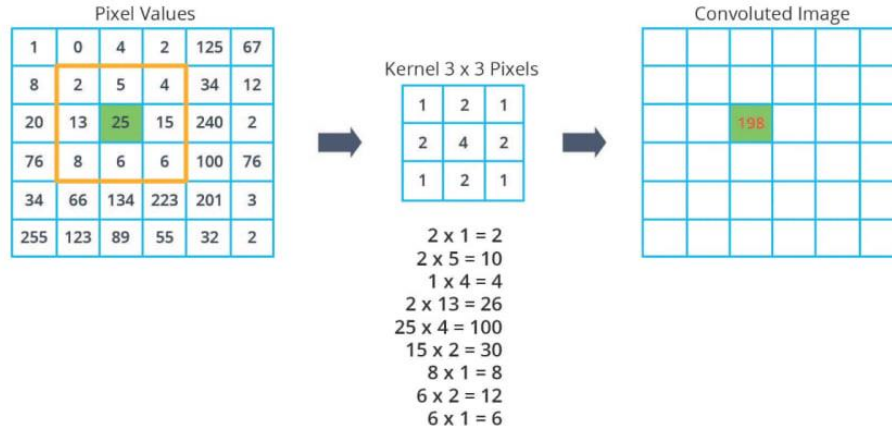 Pixel Values
1 0 4 2 125 67
8 2 5 4 34 12
20 13 25 15 240 2
76 8 6 6 100 76
34 66 134 223 201 3
255 123 89 55 32 2
Kernel 3 x 3 Pixels
1 2 1
2 4 2
1 2 1
2 x 1 = 2
2 x 5 = 10
1 x 4 = 4
2 x 13 = 26
25 x 4 = 100
15 x 2 = 30
8 x 1 = 8
6 x 2 = 12
6 x 1 = 6
Convoluted Image
198